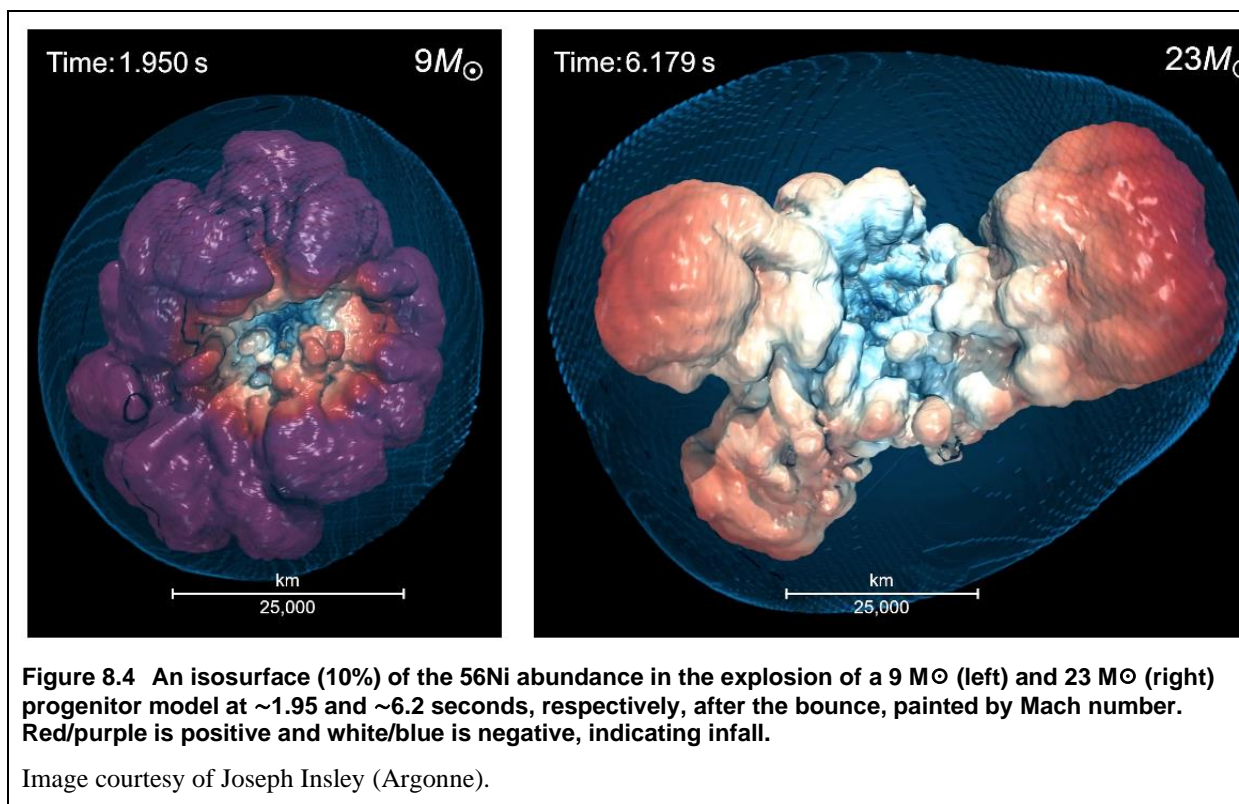 Time: 1.950 s
9M☉
Time: 6.179 s
23M☉
km
25,000
km
25,000
Figure 8.4 An isosurface (10%) of the 56Ni abundance in the explosion of a 9 M☉ (left) and 23 M☉ (right)
progenitor model at ~1.95 and ~6.2 seconds, respectively, after the bounce, painted by Mach number.
Red/purple is positive and white/blue is negative, indicating infall.
Image courtesy of Joseph Insley (Argonne).